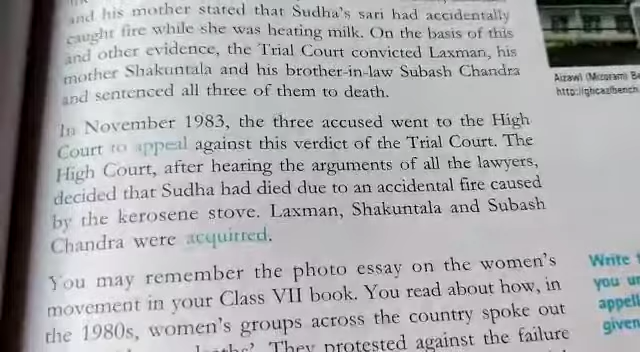 and his mother stated that Sudha's sari had accidentally
caught fire while she was heating milk. On the basis of this
and other evidence, the Trial Court convicted Laxman, his
mother Shakuntala and his brother-in-law Subash Chandra
and sentenced all three of them to death.
In November 1983, the three accused went to the High
Court to appeal against this verdict of the Trial Court. The
High Court, after hearing the arguments of all the lawyers,
decided that Sudha had died due to an accidental fire caused
by the kerosene stove. Laxman, Shakuntala and Subash
Chandra were acquitted.
You may remember the photo essay on the women's
movement in your Class VII book. You read about how, in
the 1980s, women's groups across the country spoke out
They protested against the failure
Aizawl (Mizoram) Be
Write
you un
appell
given